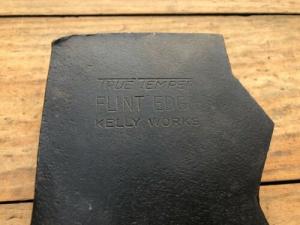 TRUE TEMPER
FLINT EDGE
KELLY WORKS